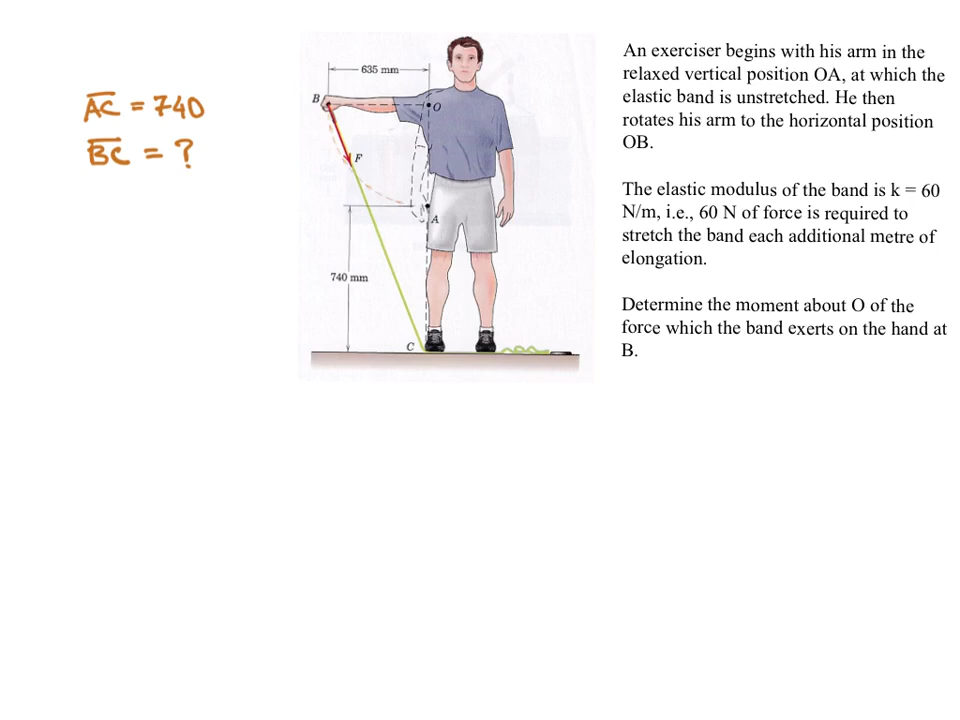 AC = 740
BC = ?
635 mm
B
O
F
A
740 mm
C
An exerciser begins with his arm in the
relaxed vertical position OA, at which the
elastic band is unstretched. He then
rotates his arm to the horizontal position
OB.
The elastic modulus of the band is k = 60
N/m, i.e., 60 N of force is required to
stretch the band each additional metre of
elongation.
Determine the moment about O of the
force which the band exerts on the hand at
B.